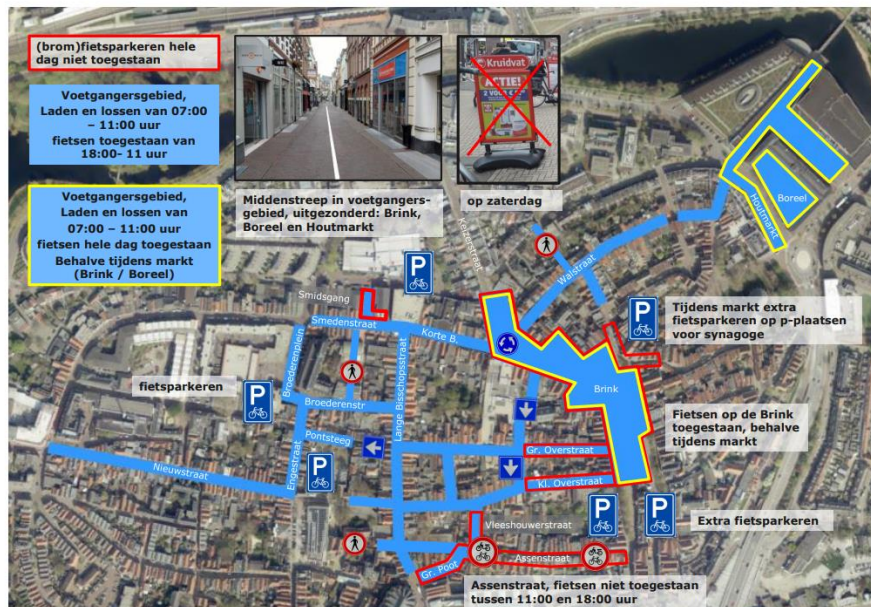 (brom)fietsparkeren hele
dag niet toegestaan
Voetgangersgebied,
Laden en lossen van 07:00
– 11:00 uur
fietsen toegestaan van
18:00- 11 uur
Voetgangersgebied,
Laden en lossen van
07:00 – 11:00 uur
fietsen hele dag toegestaan
Behalve tijdens markt
(Brink / Boreel)
Middenstreep in voetgangers-
gebied, uitgezonderd: Brink,
Boreel en Houtmarkt
Kruidvat
ACTIE!
2 VOOR
op zaterdag
Boreel
Houtmarkt
Walstraat
P
Smidsgang
Smedenstraat
Korte B.
P
Tijdens markt extra
fietsparkeren op p-plaatsen
voor synagoge
Broederenplein
Lange Bisschopsstraat
Brink
fietsparkeren
P
Broederenstr
Fietsen op de Brink
toegestaan, behalve
tijdens markt
Pontsteeg
Gr. Overstraat
Nieuwstraat
Engestraat
P
Kl. Overstraat
P
P
Extra fietsparkeren
Vleeshouwerstraat
Assenstraat
Gr. Poot
Assenstraat, fietsen niet toegestaan
tussen 11:00 en 18:00 uur